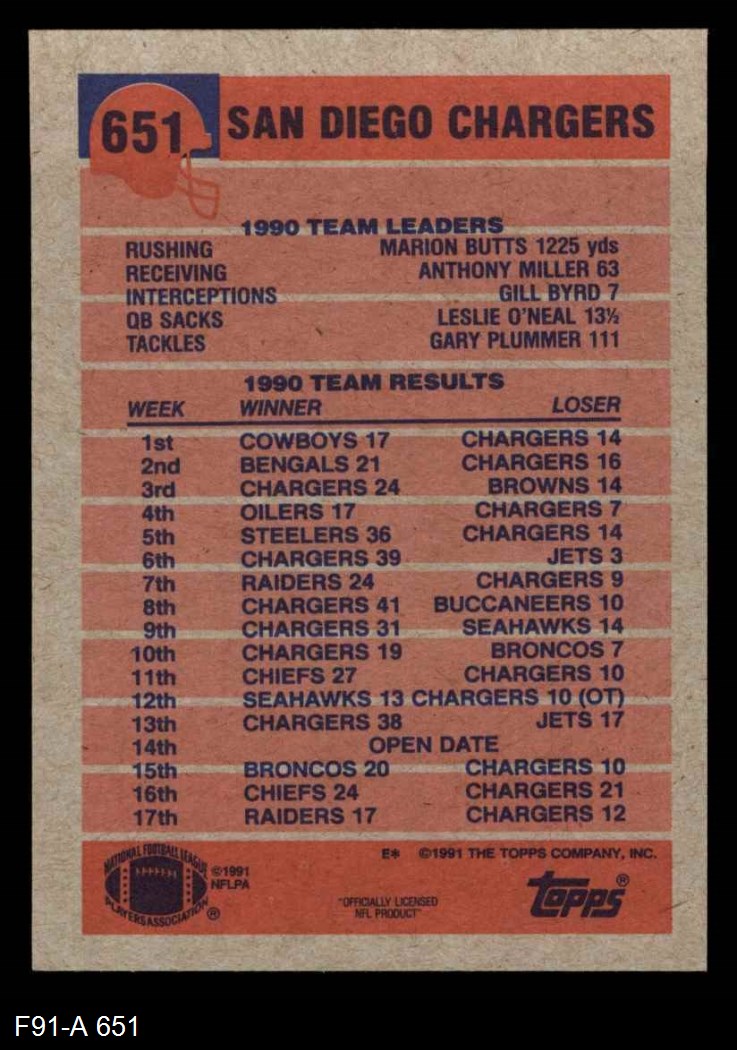 651 SAN DIEGO CHARGERS
1990 TEAM LEADERS
RUSHING MARION BUTTS 1225 yds
RECEIVING ANTHONY MILLER 63
INTERCEPTIONS GILL BYRD 7
QB SACKS LESLIE O'NEAL 13½
TACKLES GARY PLUMMER 111
1990 TEAM RESULTS
WEEK WINNER LOSER
1st COWBOYS 17 CHARGERS 14
2nd BENGALS 21 CHARGERS 16
3rd CHARGERS 24 BROWNS 14
4th OILERS 17 CHARGERS 7
5th STEELERS 36 CHARGERS 14
6th CHARGERS 39 JETS 3
7th RAIDERS 24 CHARGERS 9
8th CHARGERS 41 BUCCANEERS 10
9th CHARGERS 31 SEAHAWKS 14
10th CHARGERS 19 BRONCOS 7
11th CHIEFS 27 CHARGERS 10
12th SEAHAWKS 13 CHARGERS 10 (OT)
13th CHARGERS 38 JETS 17
14th OPEN DATE
15th BRONCOS 20 CHARGERS 10
16th CHIEFS 24 CHARGERS 21
17th RAIDERS 17 CHARGERS 12
E* ©1991 THE TOPPS COMPANY, INC.
NATIONAL FOOTBALL LEAGUE
PLAYERS ASSOCIATION ®
©1991
NFLPA
"OFFICIALLY LICENSED
NFL PRODUCT"
topps®
F91-A 651